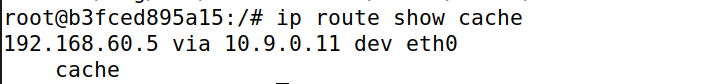 root@b3fced895a15:/# ip route show cache
192.168.60.5 via 10.9.0.11 dev eth0
    cache